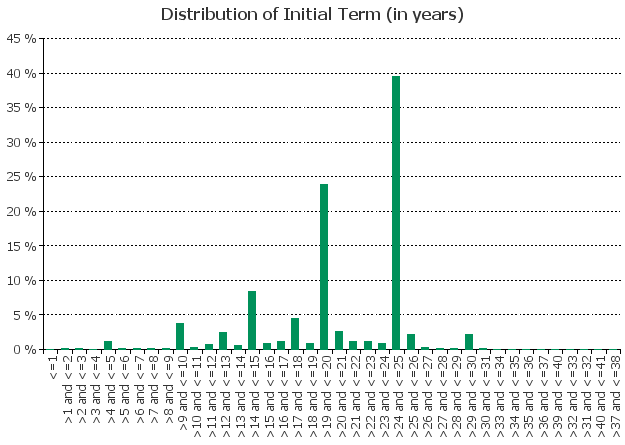 Distribution of Initial Term (in years)
45 %
40 %
35 %
30 %
25 %
20 %
15 %
10 %
5 %
0 %
<=1
>1 and <=2
>2 and <=3
>3 and <=4
>4 and <=5
>5 and <=6
>6 and <=7
>7 and <=8
>8 and <=9
>9 and <=10
>10 and <=11
>11 and <=12
>12 and <=13
>13 and <=14
>14 and <=15
>15 and <=16
>16 and <=17
>17 and <=18
>18 and <=19
>19 and <=20
>20 and <=21
>21 and <=22
>22 and <=23
>23 and <=24
>24 and <=25
>25 and <=26
>26 and <=27
>27 and <=28
>28 and <=29
>29 and <=30
>30 and <=31
>33 and <=34
>34 and <=35
>35 and <=36
>36 and <=37
>39 and <=40
>32 and <=33
>31 and <=32
>40 and <=41
>37 and <=38